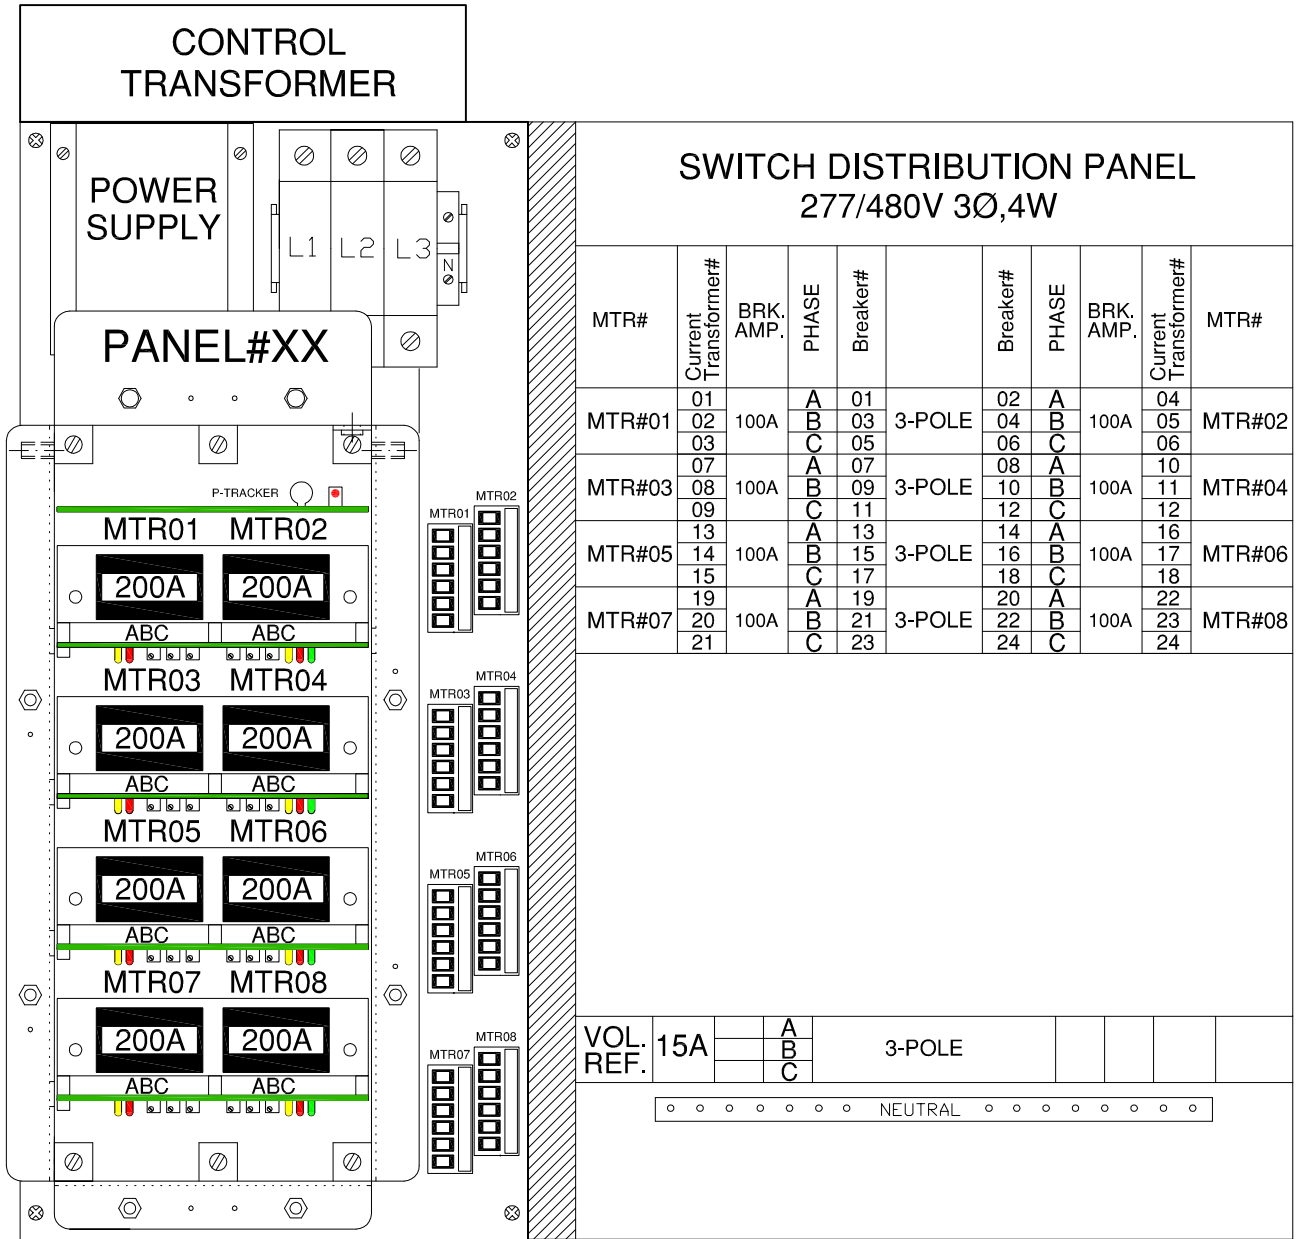 CONTROL
TRANSFORMER
POWER
SUPPLY
L1 L2 L3
N
PANEL#XX
P-TRACKER
MTR01 MTR02
200A 200A
ABC ABC
MTR03 MTR04
200A 200A
ABC ABC
MTR05 MTR06
200A 200A
ABC ABC
MTR07 MTR08
200A 200A
ABC ABC
MTR01 MTR02
MTR03 MTR04
MTR05 MTR06
MTR07 MTR08
SWITCH DISTRIBUTION PANEL
277/480V 3Ø,4W
MTR# Current Transformer# BRK. AMP. PHASE Breaker# Breaker# PHASE BRK. AMP. Current Transformer# MTR#
01 A 01 02 A 04
MTR#01 02 100A B 03 3-POLE 04 B 100A 05 MTR#02
03 C 05 06 C 06
07 A 07 08 A 10
MTR#03 08 100A B 09 3-POLE 10 B 100A 11 MTR#04
09 C 11 12 C 12
13 A 13 14 A 16
MTR#05 14 100A B 15 3-POLE 16 B 100A 17 MTR#06
15 C 17 18 C 18
19 A 19 20 A 22
MTR#07 20 100A B 21 3-POLE 22 B 100A 23 MTR#08
21 C 23 24 C 24
VOL. REF. 15A A B C 3-POLE
NEUTRAL